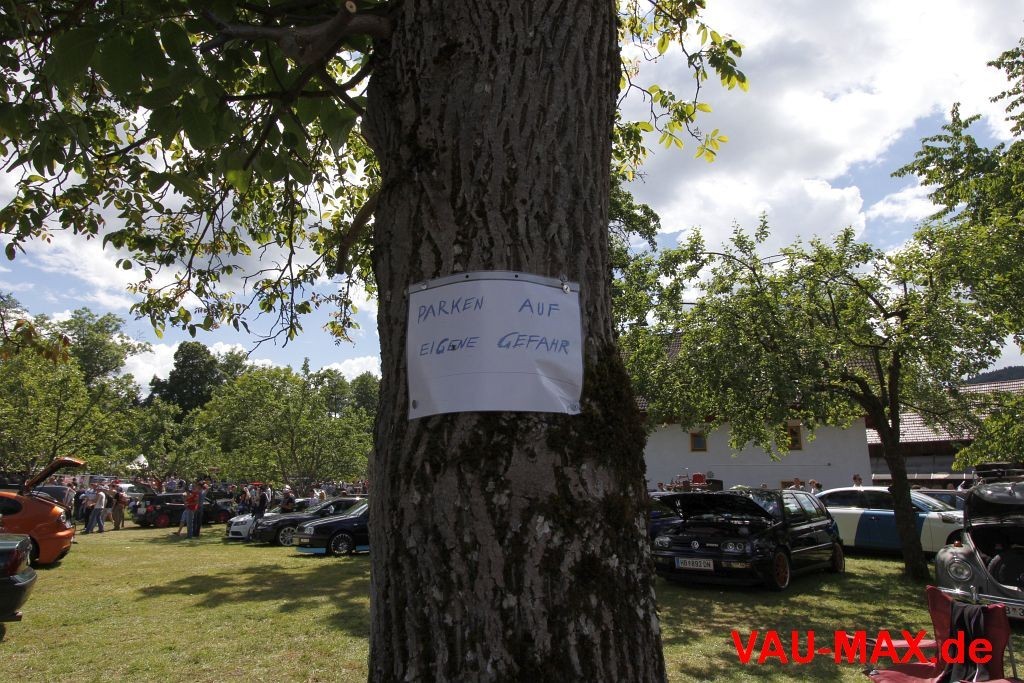 PARKEN AUF
EIGENE GEFAHR
VAU-MAX.de